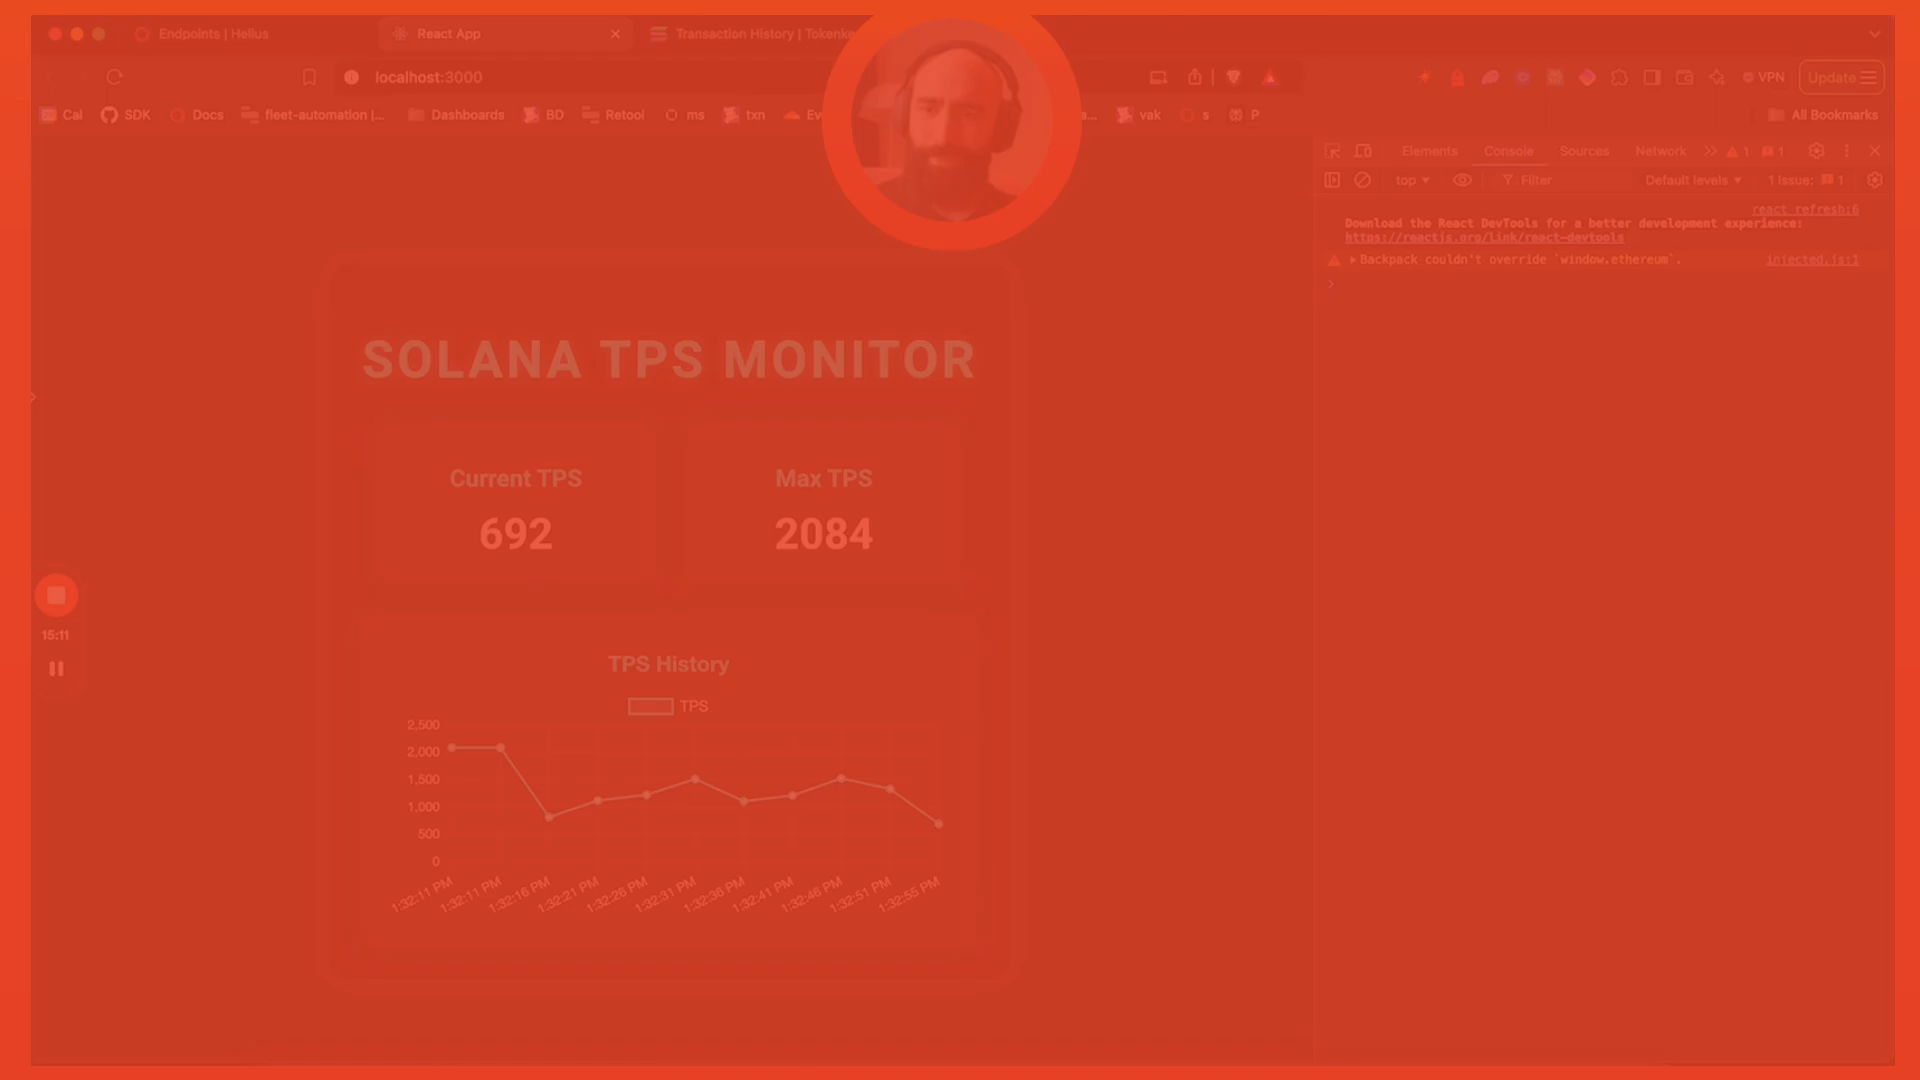 Endpoints | Helius
React App
Transaction History | Tokenke
localhost:3000
VPN
Update
Cal
SDK
Docs
fleet-automation |...
Dashboards
BD
Retool
ms
txn
Ev
a...
vak
s
P
All Bookmarks
Elements
Console
Sources
Network
1
1
top
Filter
Default levels
1 Issue:
1
react refresh:6
Download the React DevTools for a better development experience:
https://reactjs.org/link/react-devtools
Backpack couldn't override `window.ethereum`.
injected.js:1
SOLANA TPS MONITOR
Current TPS
692
Max TPS
2084
15:11
TPS History
TPS
2,500
2,000
1,500
1,000
500
0
1:32:11 PM
1:32:11 PM
1:32:16 PM
1:32:21 PM
1:32:26 PM
1:32:31 PM
1:32:36 PM
1:32:41 PM
1:32:46 PM
1:32:51 PM
1:32:55 PM